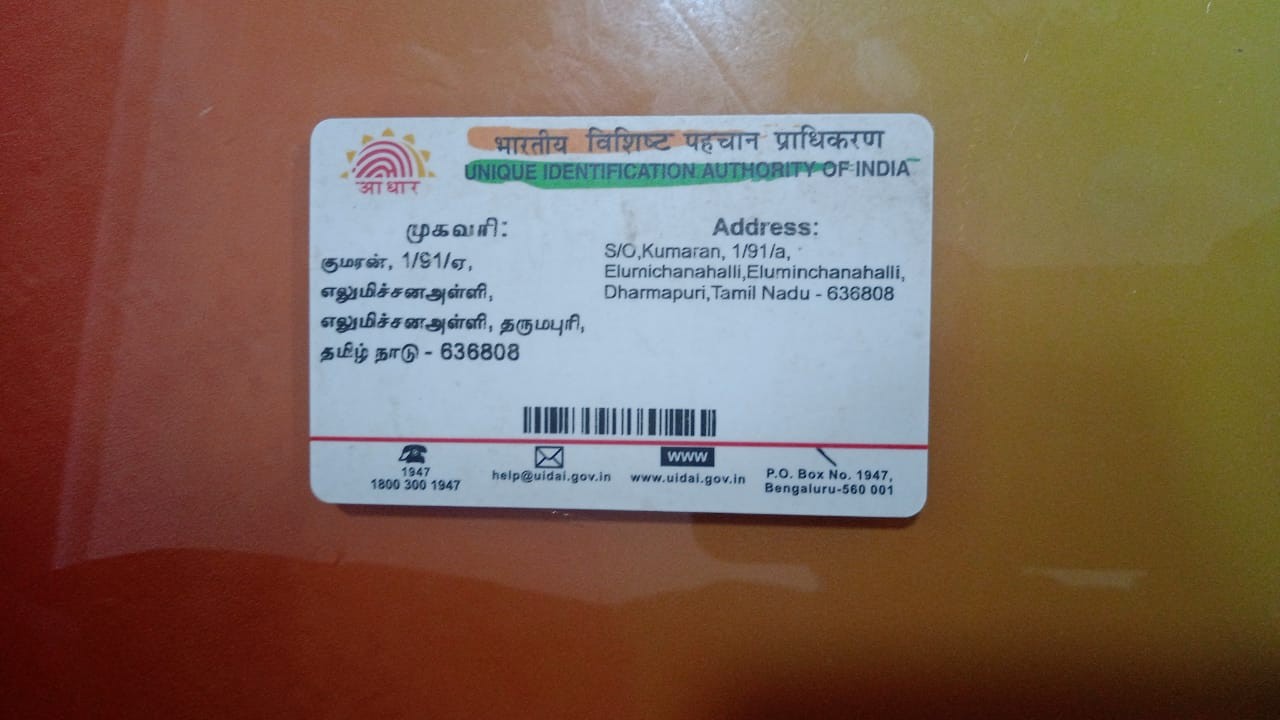 भारतीय विशिष्ट पहचान प्राधिकरण
UNIQUE IDENTIFICATION AUTHORITY OF INDIA
आधार
முகவரி:
குமரன், 1/91/ஏ,
எலுமிச்சனஅள்ளி,
எலுமிச்சனஅள்ளி, தருமபுரி,
தமிழ் நாடு - 636808
Address:
S/O,Kumaran, 1/91/a,
Elumichanahalli,Eluminchanahalli,
Dharmapuri,Tamil Nadu - 636808
1947
1800 300 1947
help@uidai.gov.in
WWW
www.uidai.gov.in
P.O. Box No. 1947,
Bengaluru-560 001